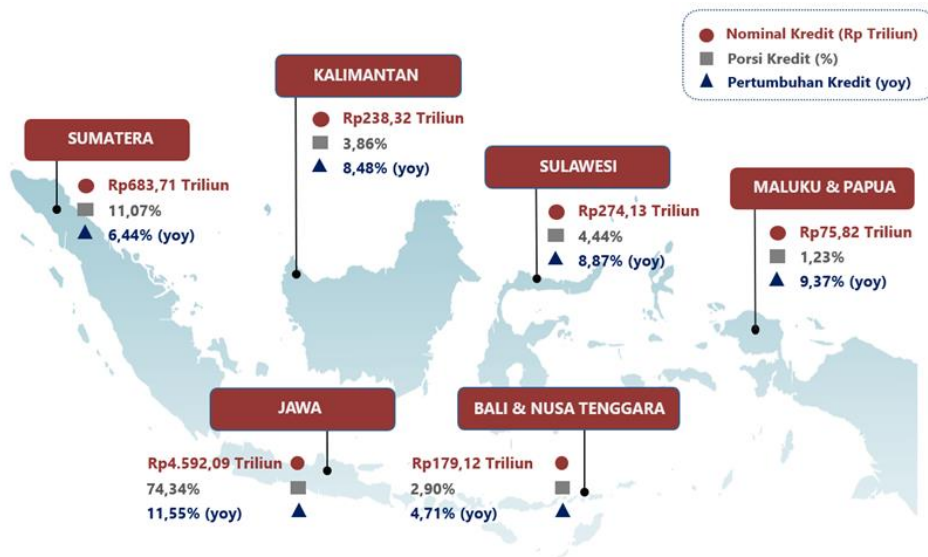 Nominal Kredit (Rp Triliun)
Porsi Kredit (%)
Pertumbuhan Kredit (yoy)
KALIMANTAN
Rp238,32 Triliun
3,86%
8,48% (yoy)
SUMATERA
Rp683,71 Triliun
11,07%
6,44% (yoy)
SULAWESI
Rp274,13 Triliun
4,44%
8,87% (yoy)
MALUKU & PAPUA
Rp75,82 Triliun
1,23%
9,37% (yoy)
JAWA
Rp4.592,09 Triliun
74,34%
11,55% (yoy)
BALI & NUSA TENGGARA
Rp179,12 Triliun
2,90%
4,71% (yoy)